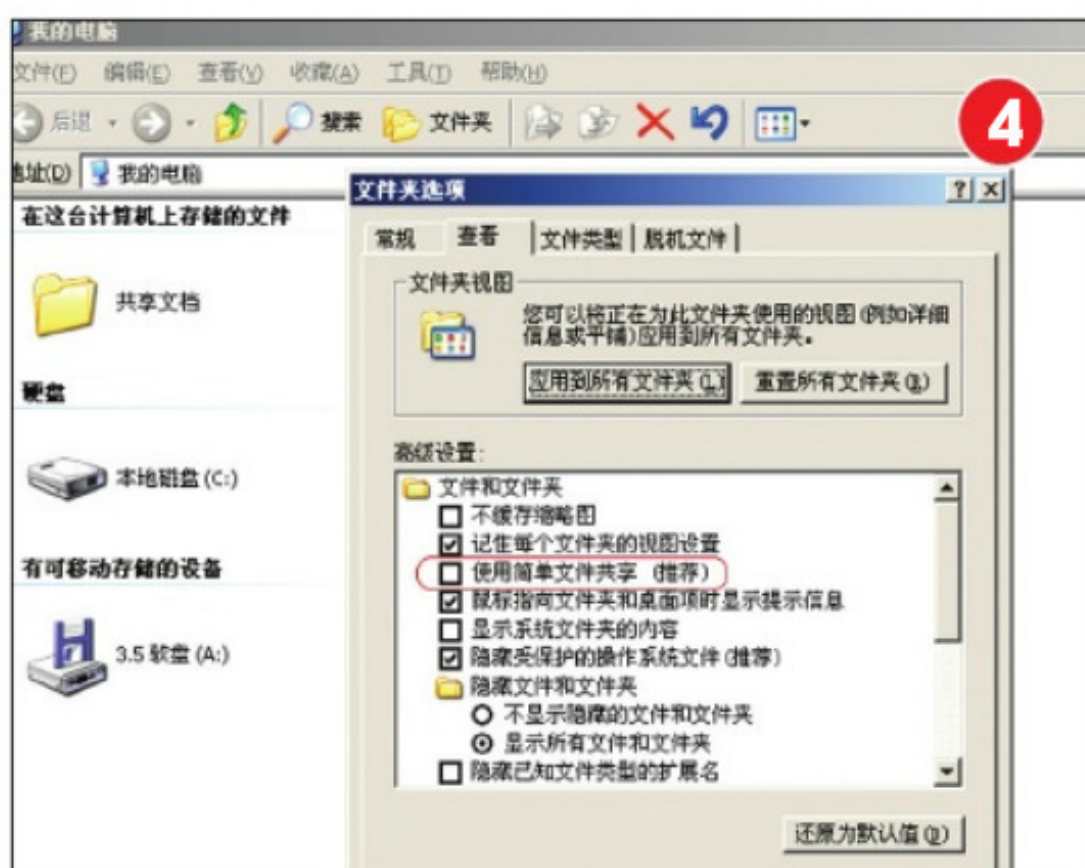 我的电脑
文件(F) 编辑(E) 查看(V) 收藏(A) 工具(T) 帮助(H)
后退 搜索 文件夹
4
地址(D) 我的电脑
在这台计算机上存储的文件
共享文档
硬盘
本地磁盘 (C:)
有可移动存储的设备
3.5 软盘 (A:)
文件夹选项
常规 查看 文件类型 脱机文件
文件夹视图
您可以将正在为此文件夹使用的视图(例如详细
信息或平铺)应用到所有文件夹。
应用到所有文件夹(L) 重置所有文件夹(R)
高级设置:
文件和文件夹
不缓存缩略图
记住每个文件夹的视图设置
使用简单文件共享 (推荐)
鼠标指向文件夹和桌面项时显示提示信息
显示系统文件夹的内容
隐藏受保护的操作系统文件(推荐)
隐藏文件和文件夹
不显示隐藏的文件和文件夹
显示所有文件和文件夹
隐藏已知文件类型的扩展名
还原为默认值(D)